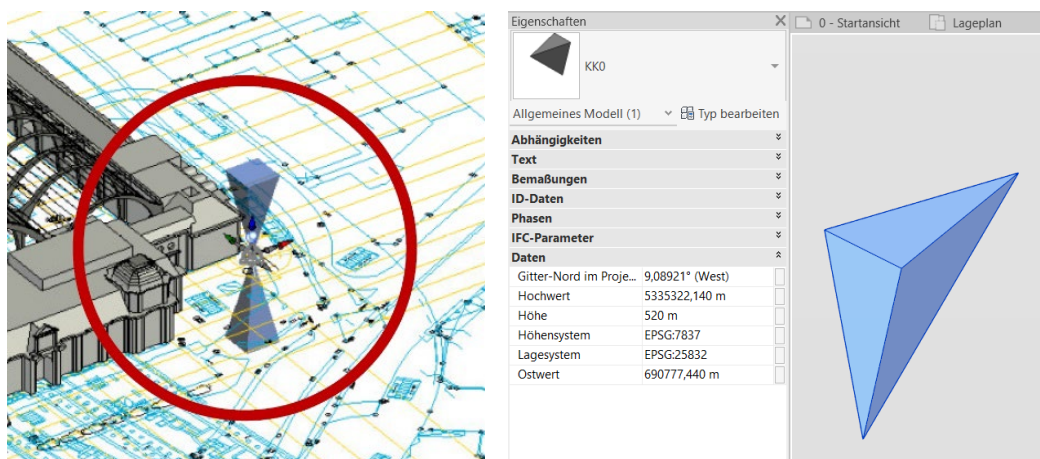 Eigenschaften
0 - Startansicht
Lageplan
KK0
Allgemeines Modell (1)
Typ bearbeiten
Abhängigkeiten
Text
Bemaßungen
ID-Daten
Phasen
IFC-Parameter
Daten
Gitter-Nord im Proje... 9,08921° (West)
Hochwert 5335322,140 m
Höhe 520 m
Höhensystem EPSG:7837
Lagesystem EPSG:25832
Ostwert 690777,440 m